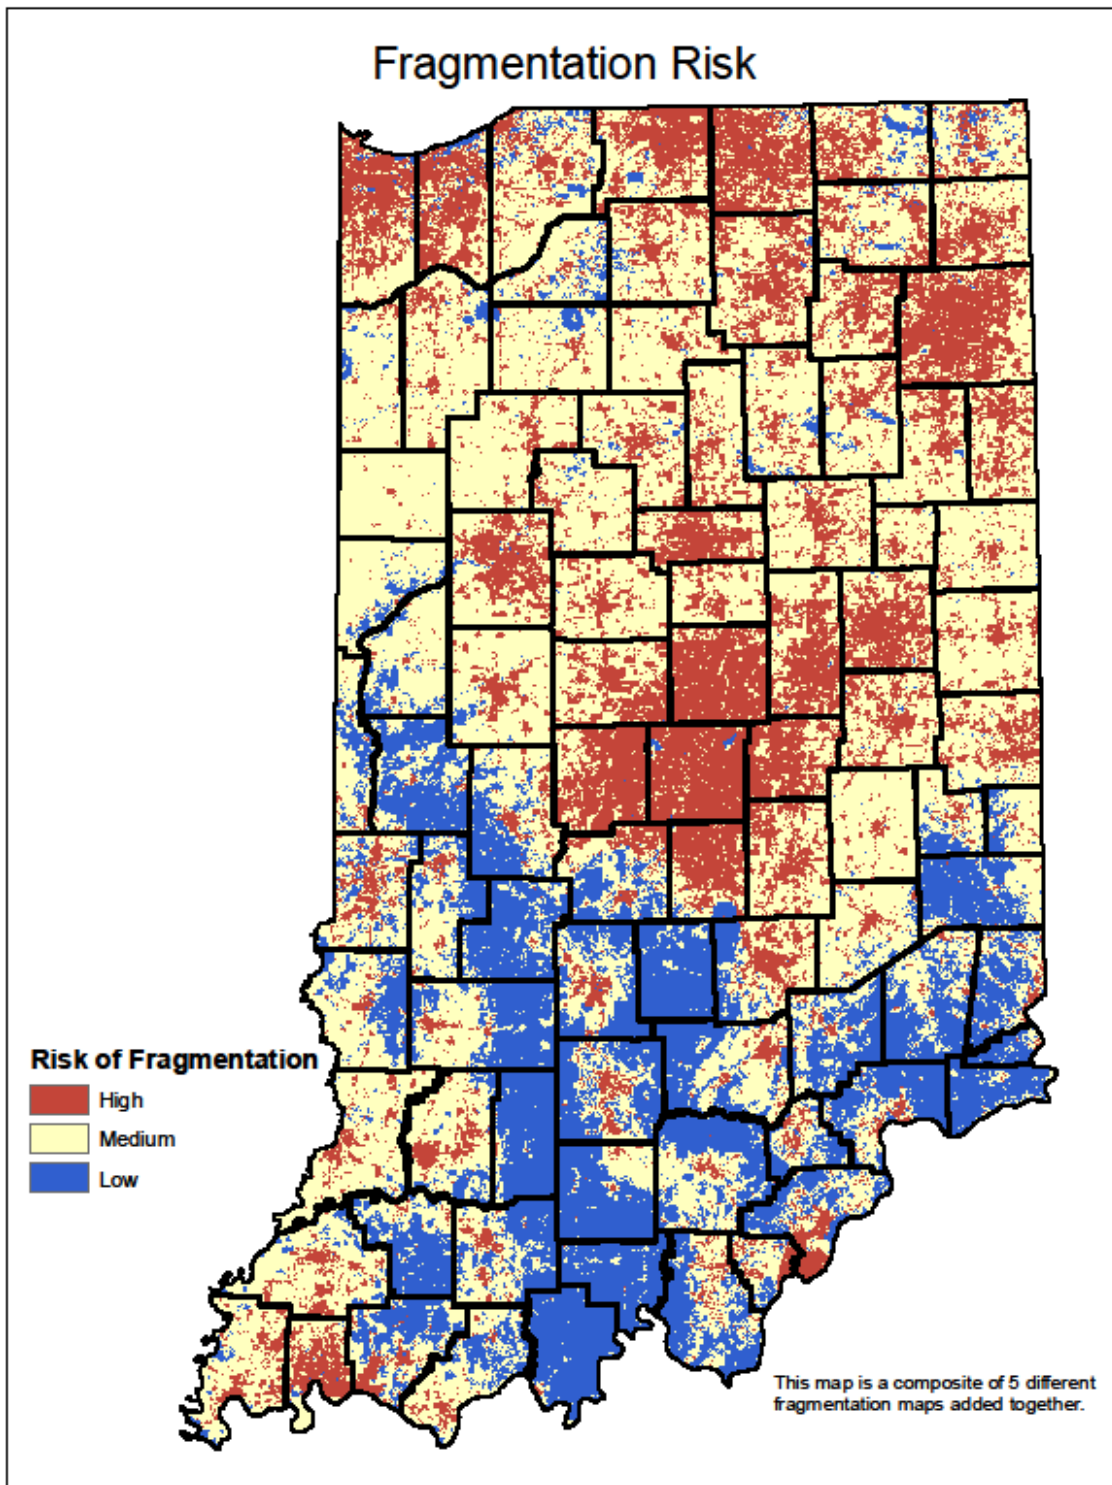 Fragmentation Risk
Risk of Fragmentation
High
Medium
Low
This map is a composite of 5 different
fragmentation maps added together.